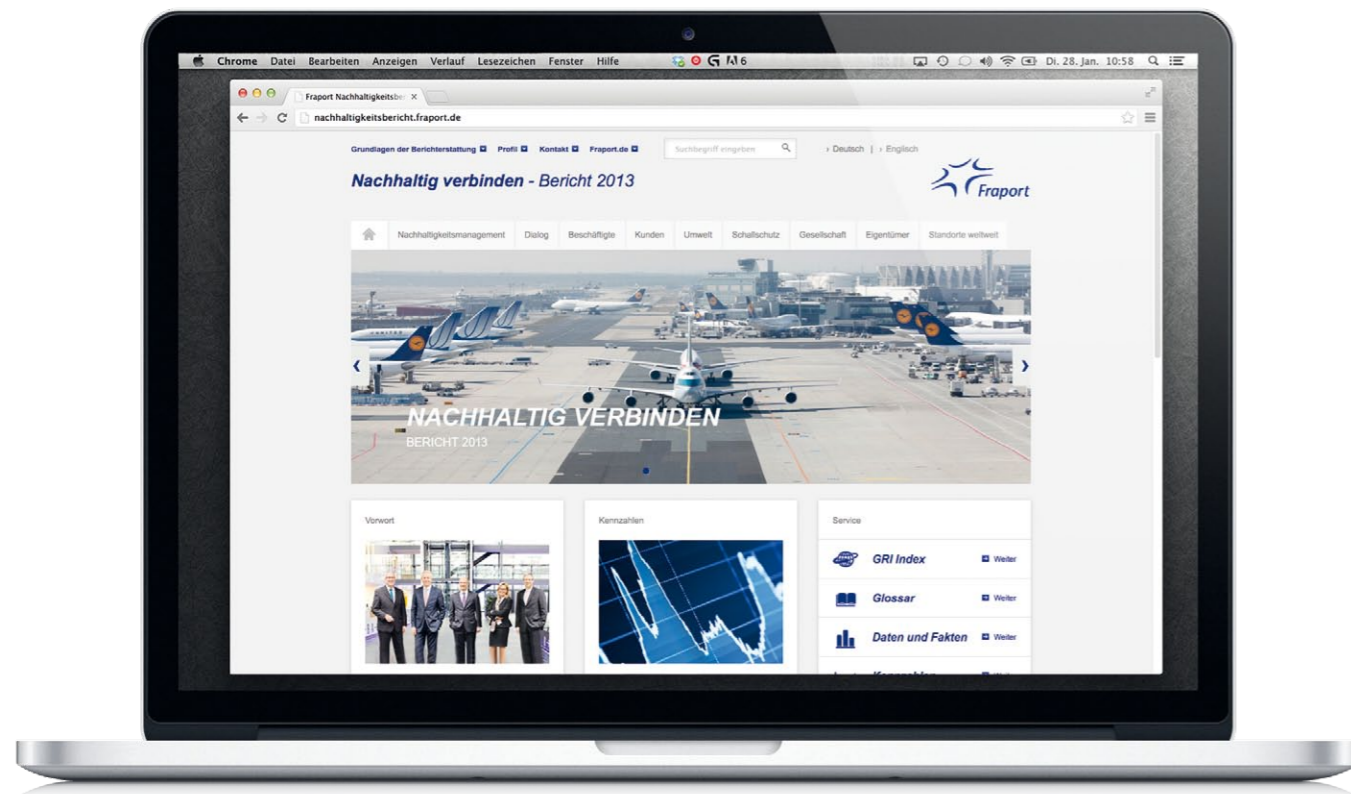 Chrome Datei Bearbeiten Anzeigen Verlauf Lesezeichen Fenster Hilfe 6 Di. 28. Jan. 10:58
Fraport Nachhaltigkeitsber
nachhaltigkeitsbericht.fraport.de
Grundlagen der Berichterstattung Profil Kontakt Fraport.de Suchbegriff eingeben › Deutsch | › Englisch
Nachhaltig verbinden - Bericht 2013
Fraport
Nachhaltigkeitsmanagement Dialog Beschäftigte Kunden Umwelt Schallschutz Gesellschaft Eigentümer Standorte weltweit
UNITED
NACHHALTIG VERBINDEN
BERICHT 2013
Vorwort Kennzahlen Service
GRI Index Weiter
Glossar Weiter
Daten und Fakten Weiter